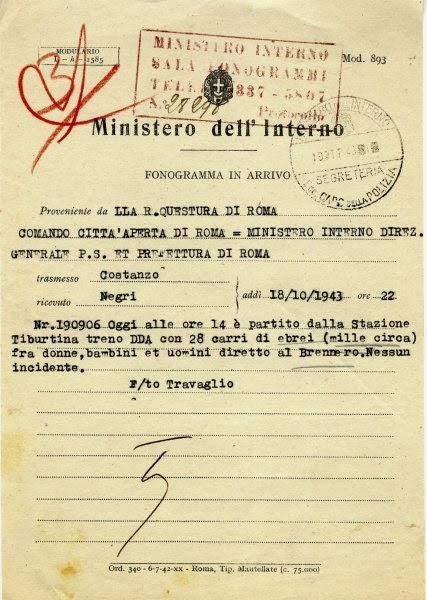 MODULARIO
I - A - 1585
MINISTERO INTERNO
SALA FONOGRAMMI
Mod. 893
Protocollo
Ministero dell'Interno
SEGRETERIA
CAPO DELLA POLIZIA
FONOGRAMMA IN ARRIVO
Proveniente da LLA R.QUESTURA DI ROMA
COMANDO CITTA'APERTA DI ROMA = MINISTERO INTERNO DIREZ.
GENERALE P.S. ET PREFETTURA DI ROMA
trasmesso Costanzo
ricevuto Negri addì 18/10/1943 ore 22
Nr.190906 Oggi alle ore 14 è partito dalla Stazione
Tiburtina treno DDA con 28 carri di ebrei (mille circa)
fra donne,bambini et uomini diretto al Brennero.Nessun
incidente.
F/to Travaglio
Ord. 340 - 6-7-42-XX - Roma, Tip. Mantellate (c. 75.000)